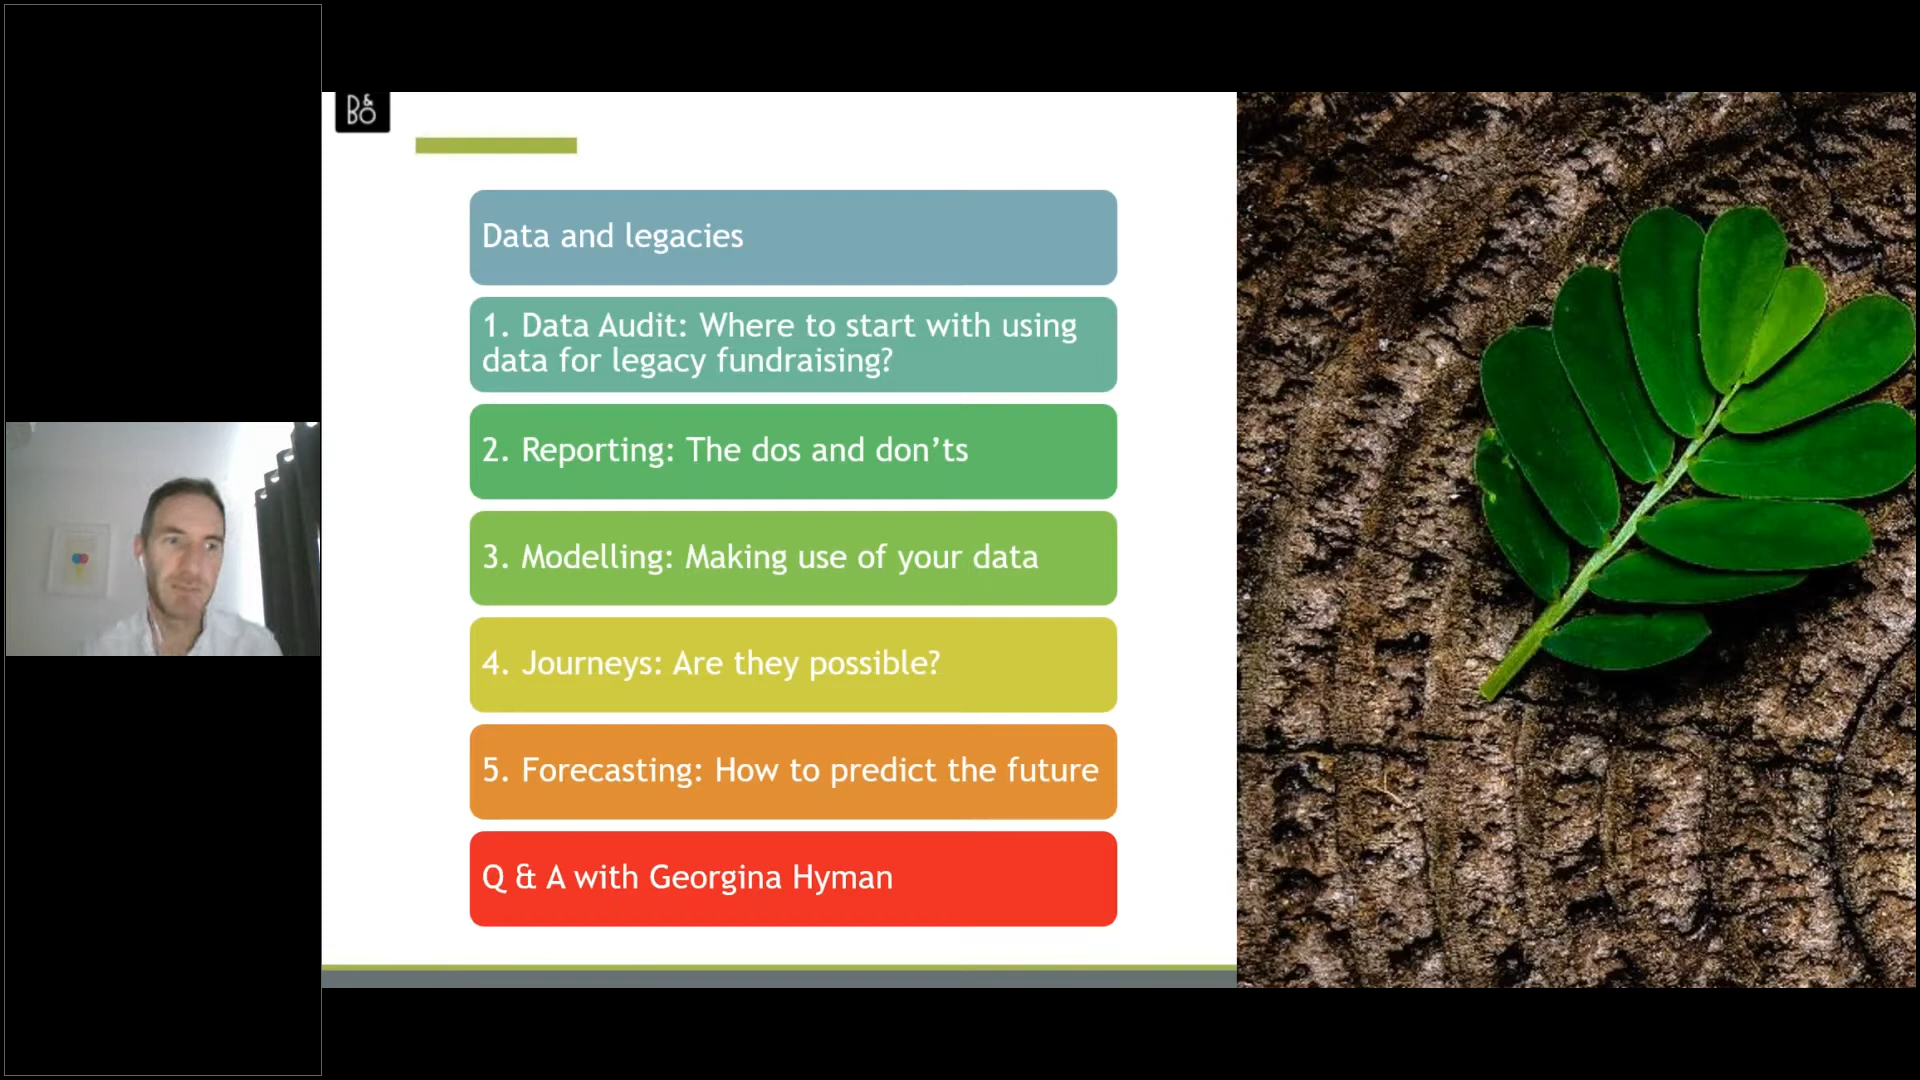 B&O
Data and legacies
1. Data Audit: Where to start with using
data for legacy fundraising?
2. Reporting: The dos and don’ts
3. Modelling: Making use of your data
4. Journeys: Are they possible?
5. Forecasting: How to predict the future
Q & A with Georgina Hyman